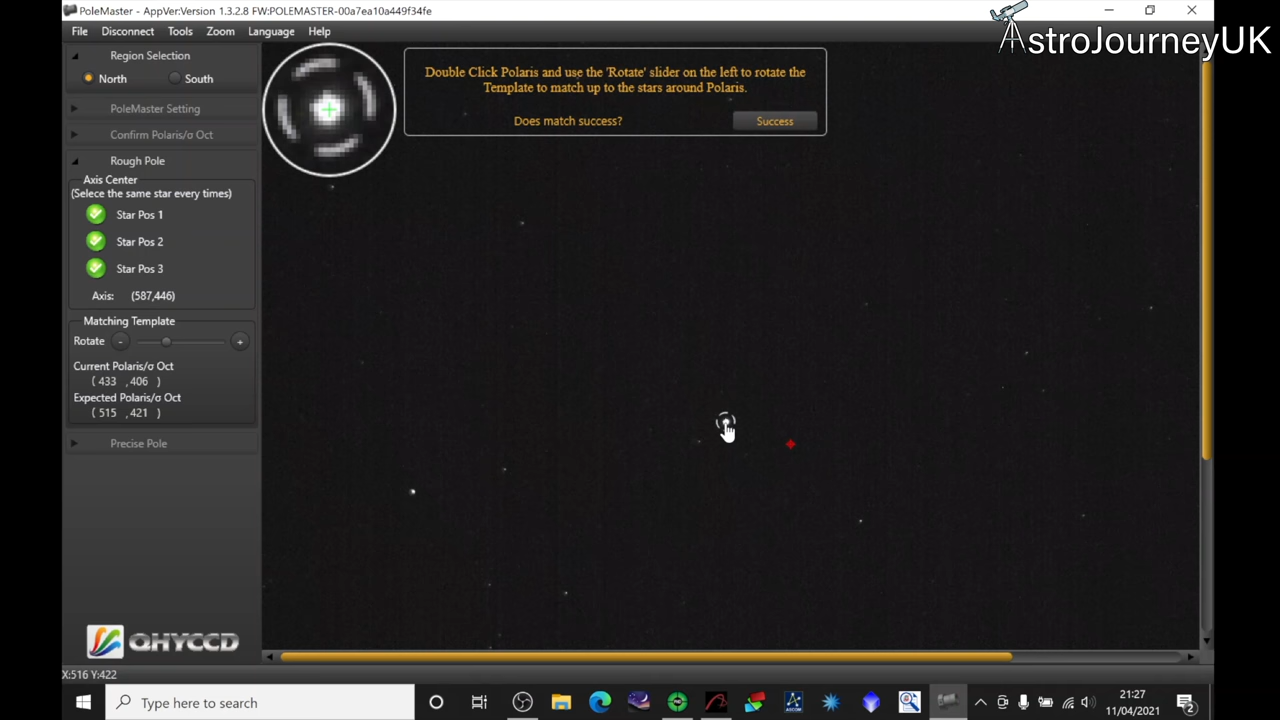 PoleMaster - AppVer:Version 1.3.2.8 FW:POLEMASTER-00a7ea10a449f34fe
AstroJourneyUK
File Disconnect Tools Zoom Language Help
Region Selection
North South
PoleMaster Setting
Confirm Polaris/σ Oct
Rough Pole
Axis Center
(Selece the same star every times)
Star Pos 1
Star Pos 2
Star Pos 3
Axis: (587,446)
Matching Template
Rotate - +
Current Polaris/σ Oct
( 433 ,406 )
Expected Polaris/σ Oct
( 515 ,421 )
Precise Pole
Double Click Polaris and use the 'Rotate' slider on the left to rotate the
Template to match up to the stars around Polaris.
Does match success? Success
QHYCCD
X:516 Y:422
Type here to search
ASCOM
21:27
11/04/2021
2